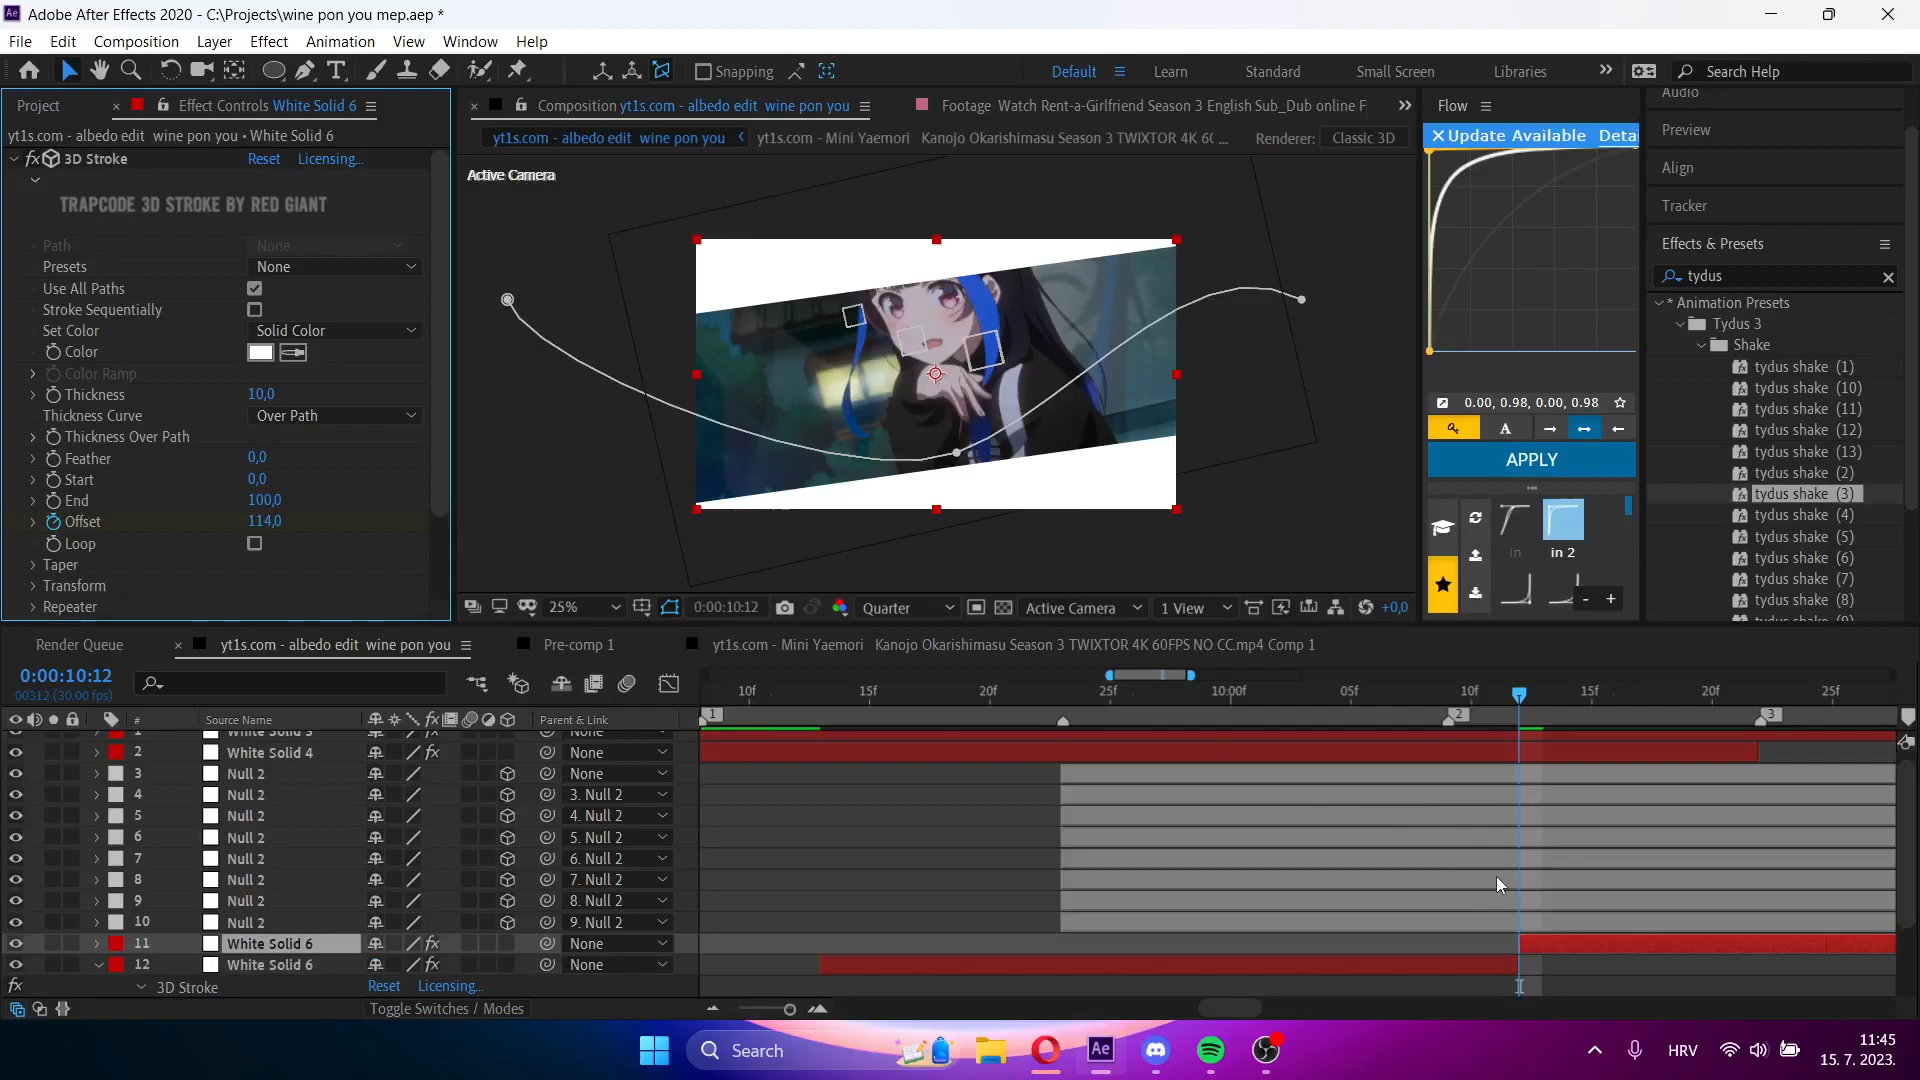 Adobe After Effects 2020 - C:\Projects\wine pon you mep.aep *
File Edit Composition Layer Effect Animation View Window Help
Snapping
Default Learn Standard Small Screen Libraries
Search Help
Project
Effect Controls White Solid 6
yt1s.com - albedo edit wine pon you • White Solid 6
fx 3D Stroke Reset Licensing...
TRAPCODE 3D STROKE BY RED GIANT
Path None
Presets None
Use All Paths
Stroke Sequentially
Set Color Solid Color
Color
Color Ramp
Thickness 10,0
Thickness Curve Over Path
Thickness Over Path
Feather 0,0
Start 0,0
End 100,0
Offset 114,0
Loop
Taper
Transform
Repeater
Composition yt1s.com - albedo edit wine pon you
Footage Watch Rent-a-Girlfriend Season 3 English Sub_Dub online F
yt1s.com - albedo edit wine pon you
yt1s.com - Mini Yaemori Kanojo Okarishimasu Season 3 TWIXTOR 4K 6( ...
Renderer: Classic 3D
Active Camera
25% 0:00:10:12 Quarter Active Camera 1 View +0,0
Flow
Update Available Detai
0.00, 0.98, 0.00, 0.98
A
APPLY
in in 2
- +
Audio
Preview
Align
Tracker
Effects & Presets
tydus
* Animation Presets
Tydus 3
Shake
tydus shake (1)
tydus shake (10)
tydus shake (11)
tydus shake (12)
tydus shake (13)
tydus shake (2)
tydus shake (3)
tydus shake (4)
tydus shake (5)
tydus shake (6)
tydus shake (7)
tydus shake (8)
Render Queue
yt1s.com - albedo edit wine pon you
Pre-comp 1
yt1s.com - Mini Yaemori Kanojo Okarishimasu Season 3 TWIXTOR 4K 60FPS NO CC.mp4 Comp 1
0:00:10:12
00312 (30.00 fps)
10f 15f 20f 25f 10:00f 05f 10f 15f 20f 25f
# Source Name fx Parent & Link
1 2 3
1 White Solid 3 fx None
2 White Solid 4 fx None
3 Null 2 None
4 Null 2 3. Null 2
5 Null 2 4. Null 2
6 Null 2 5. Null 2
7 Null 2 6. Null 2
8 Null 2 7. Null 2
9 Null 2 8. Null 2
10 Null 2 9. Null 2
11 White Solid 6 fx None
12 White Solid 6 fx None
fx 3D Stroke Reset Licensing...
Toggle Switches / Modes
Search
Ae
HRV
11:45
15. 7. 2023.